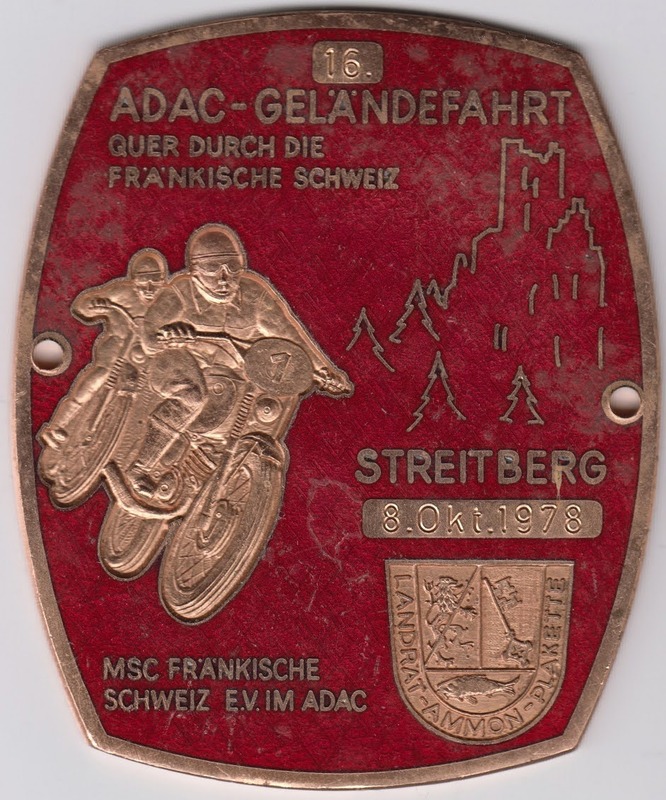 16.
ADAC-GELÄNDEFAHRT
QUER DURCH DIE
FRÄNKISCHE SCHWEIZ
7
STREITBERG
8.Okt.1978
LANDRAT-AMMON-PLAKETTE
MSC FRÄNKISCHE
SCHWEIZ E.V. IM ADAC